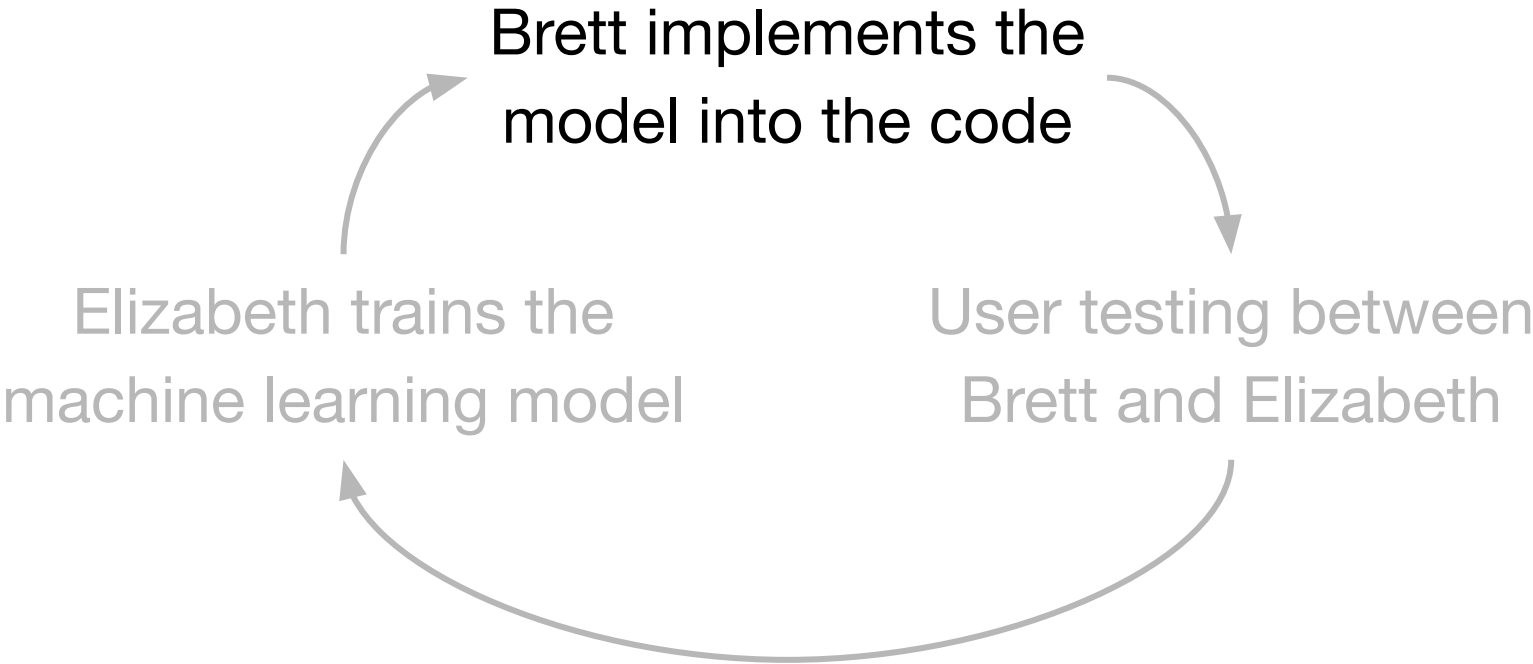 Brett implements the
model into the code
Elizabeth trains the
machine learning model
User testing between
Brett and Elizabeth